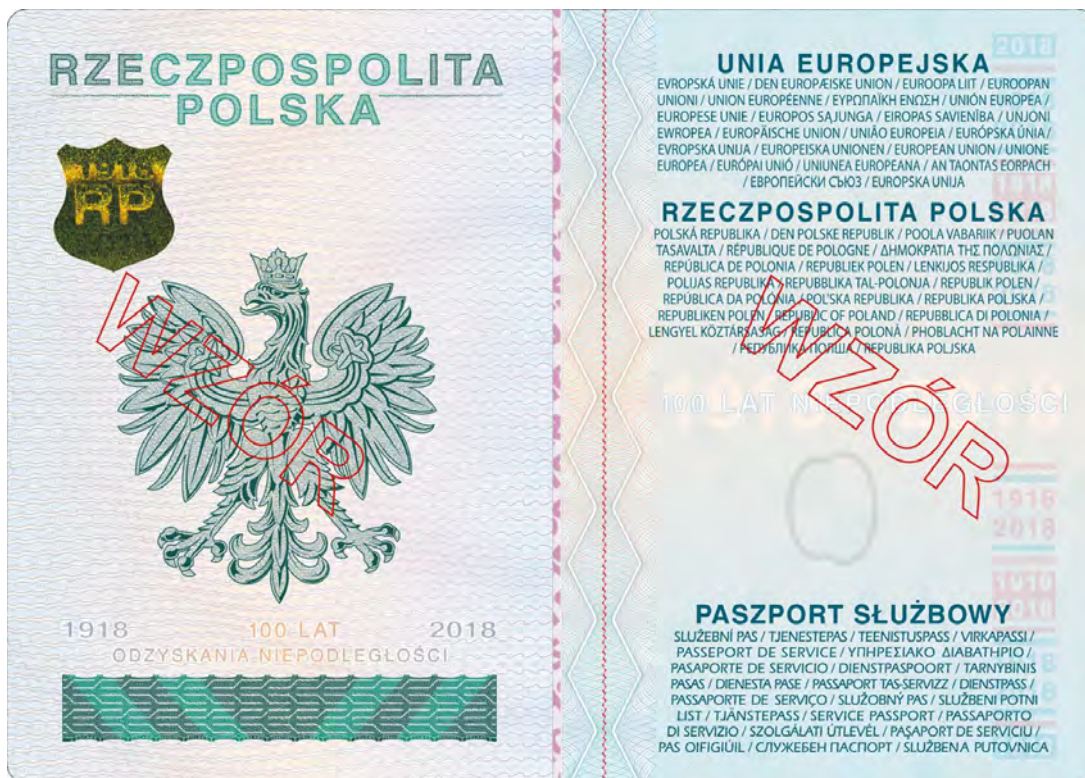 RZECZPOSPOLITA
POLSKA
1918
RP
WZÓR
1918 100 LAT 2018
ODZYSKANIA NIEPODLEGŁOŚCI
2018
UNIA EUROPEJSKA
EVROPSKÁ UNIE / DEN EUROPÆISKE UNION / EUROOPA LIIT / EUROOPAN
UNIONI / UNION EUROPÉENNE / ΕΥΡΩΠΑΪΚΗ ΕΝΩΣΗ / UNIÓN EUROPEA /
EUROPESE UNIE / EUROPOS SĄJUNGA / EIROPAS SAVIENĪBA / UNJONI
EWROPEA / EUROPÄISCHE UNION / UNIÃO EUROPEIA / EURÓPSKA ÚNIA /
EVROPSKA UNIJA / EUROPEISKA UNIONEN / EUROPEAN UNION / UNIONE
EUROPEA / EURÓPAI UNIÓ / UNIUNEA EUROPEANA / AN TAONTAS EORPACH
/ ЕВРОПЕЙСКИ СЪЮЗ / EUROPSKA UNIJA
RZECZPOSPOLITA POLSKA
POLSKÁ REPUBLIKA / DEN POLSKE REPUBLIK / POOLA VABARIIK / PUOLAN
TASAVALTA / RÉPUBLIQUE DE POLOGNE / ΔΗΜΟΚΡΑΤΙΑ ΤΗΣ ΠΟΛΩΝΙΑΣ /
REPÚBLICA DE POLONIA / REPUBLIEK POLEN / LENKIJOS RESPUBLIKA /
POLIJAS REPUBLIKA / REPUBBLIKA TAL-POLONJA / REPUBLIK POLEN /
REPÚBLICA DA POLÓNIA / POĽSKA REPUBLIKA / REPUBLIKA POLJSKA /
REPUBLIKEN POLEN / REPUBLIC OF POLAND / REPUBBLICA DI POLONIA /
LENGYEL KÖZTÁRSASÁG / REPUBLICA POLONĂ / PHOBLACHT NA POLAINNE
/ РЕПУБЛИКА ПОЛША / REPUBLIKA POLJSKA
WZÓR
100 LAT NIEPODLEGŁOŚCI
1918
2018
PASZPORT SŁUŻBOWY
SLUŽEBNÍ PAS / TJENESTEPAS / TEENISTUSPASS / VIRKAPASSI /
PASSEPORT DE SERVICE / ΥΠΗΡΕΣΙΑΚΟ ΔΙΑΒΑΤΗΡΙΟ /
PASAPORTE DE SERVICIO / DIENSTPASPOORT / TARNYBINIS
PASAS / DIENESTA PASE / PASSAPORT TAS-SERVIZZ / DIENSTPASS /
PASSAPORTE DE SERVIÇO / SLUŽOBNÝ PAS / SLUŽBENI POTNI
LIST / TJÄNSTEPASS / SERVICE PASSPORT / PASSAPORTO
DI SERVIZIO / SZOLGÁLATI ÚTLEVÉL / PAŞAPORT DE SERVICIU /
PAS OIFIGIÚIL / СЛУЖЕБЕН ПАСПОРТ / SLUŽBENA PUTOVNICA